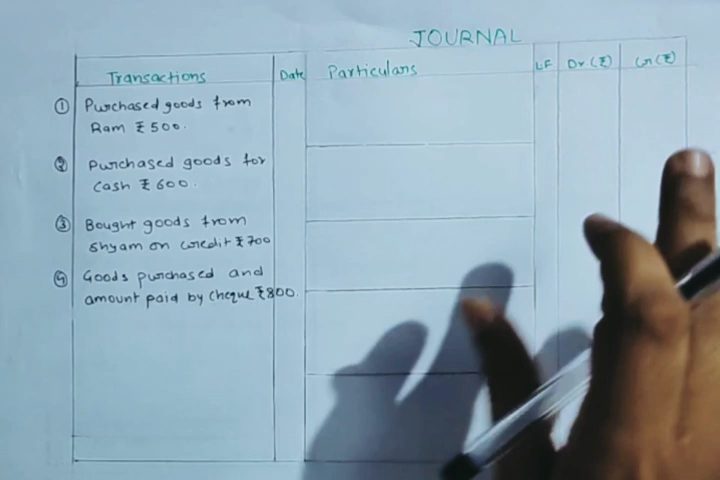 JOURNAL
Transactions Date Particulars LF Dr (₹) Cr (₹)
① Purchased goods from
Ram ₹500.
② Purchased goods for
cash ₹600.
③ Bought goods from
Shyam on credit ₹700
④ Goods purchased and
amount paid by cheque ₹800.